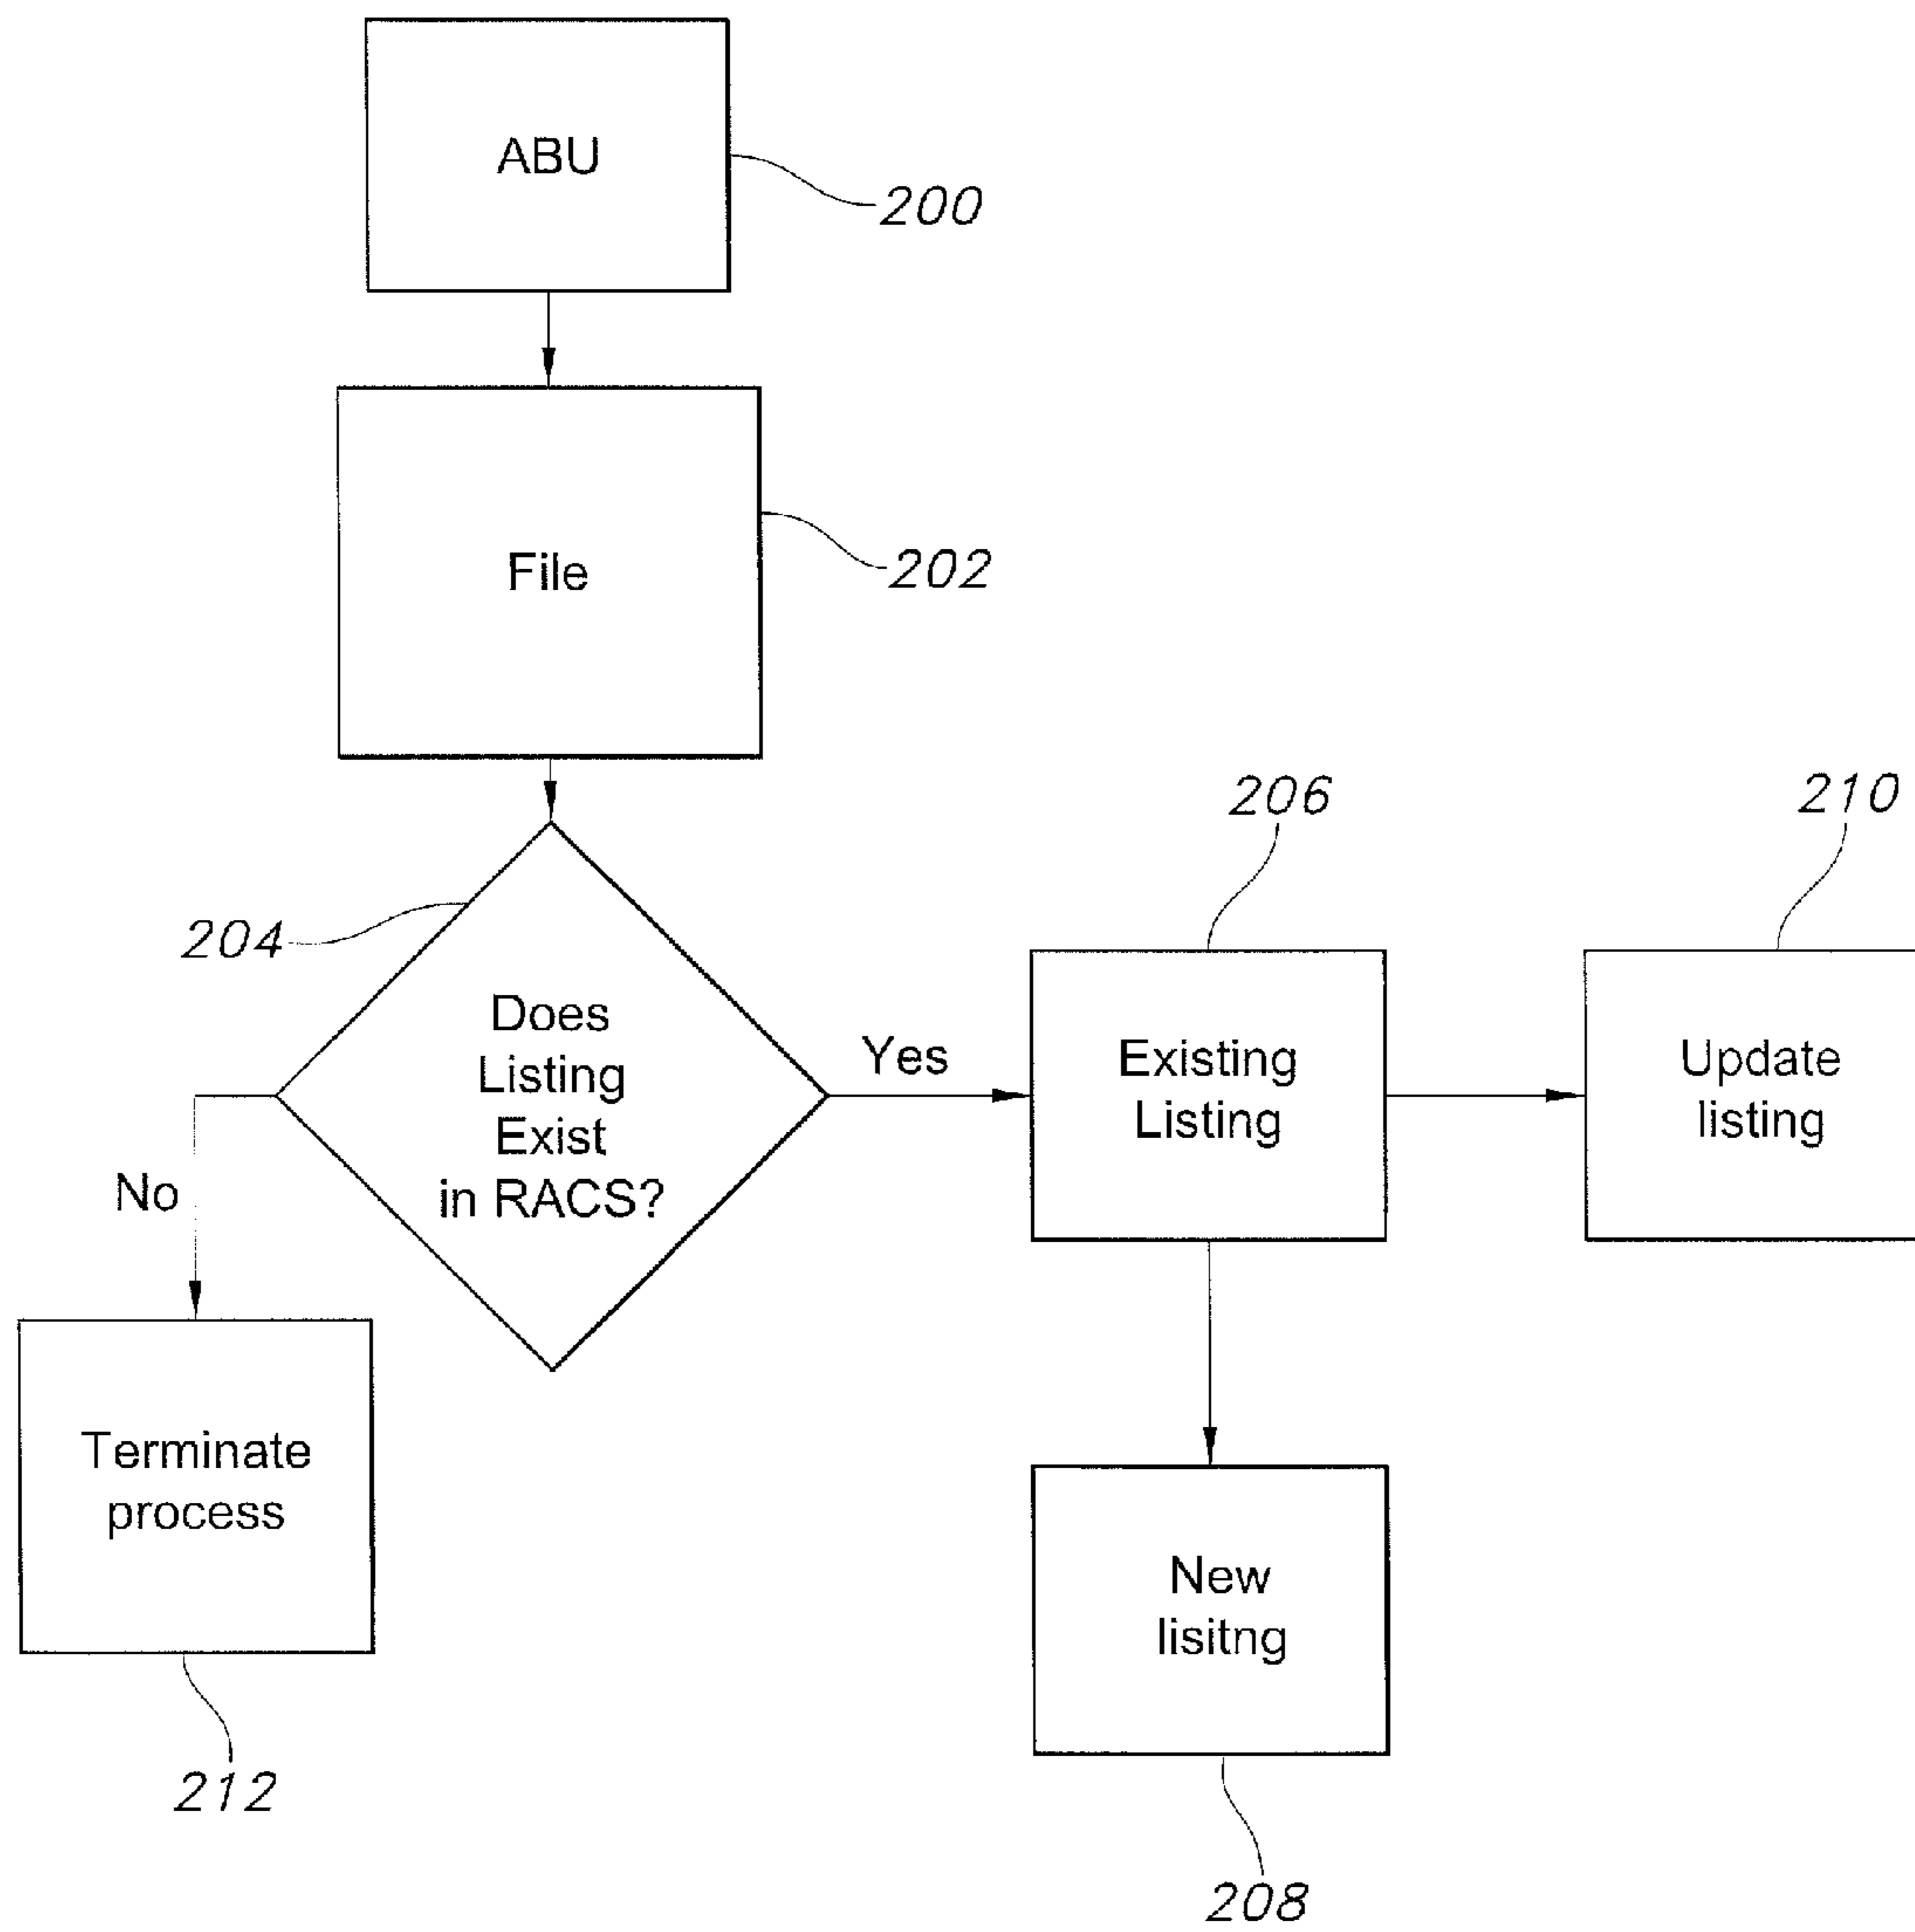 ABU
200
File
202
206
210
204
Does
Listing
Exist
in RACS?
Yes
Existing
Listing
Update
listing
No
Terminate
process
New
lisitng
212
208